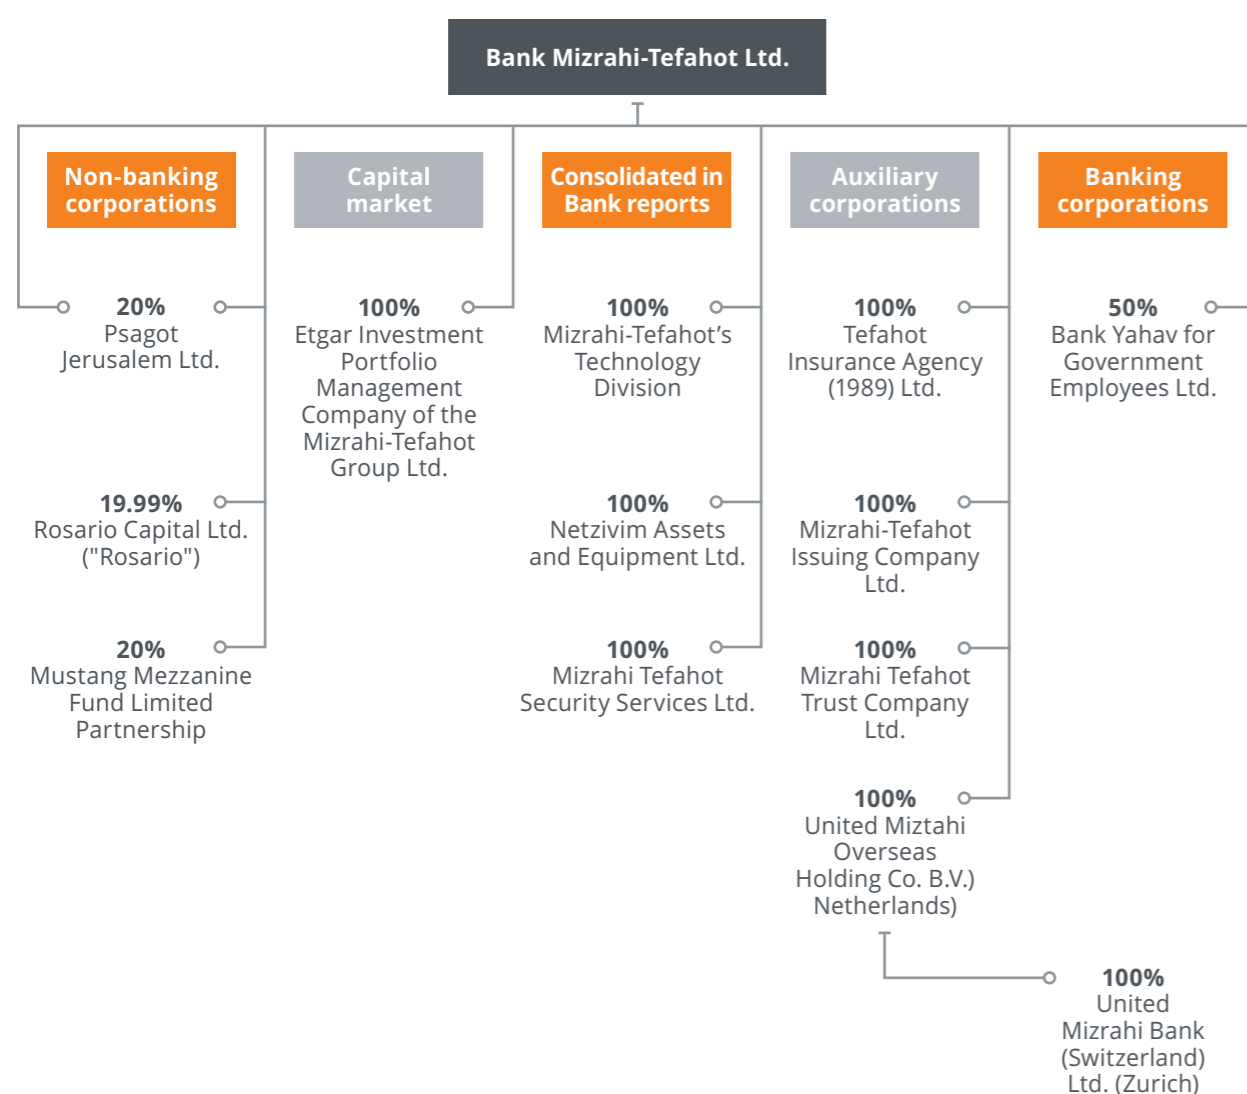 Bank Mizrahi-Tefahot Ltd.
Non-banking
corporations
20%
Psagot
Jerusalem Ltd.
19.99%
Rosario Capital Ltd.
("Rosario")
20%
Mustang Mezzanine
Fund Limited
Partnership
Capital
market
100%
Etgar Investment
Portfolio
Management
Company of the
Mizrahi-Tefahot
Group Ltd.
Consolidated in
Bank reports
100%
Mizrahi-Tefahot’s
Technology
Division
100%
Netzivim Assets
and Equipment Ltd.
100%
Mizrahi Tefahot
Security Services Ltd.
Auxiliary
corporations
100%
Tefahot
Insurance Agency
(1989) Ltd.
100%
Mizrahi-Tefahot
Issuing Company
Ltd.
100%
Mizrahi Tefahot
Trust Company
Ltd.
100%
United Miztahi
Overseas
Holding Co. B.V.)
Netherlands)
Banking
corporations
50%
Bank Yahav for
Government
Employees Ltd.
100%
United
Mizrahi Bank
(Switzerland)
Ltd. (Zurich)